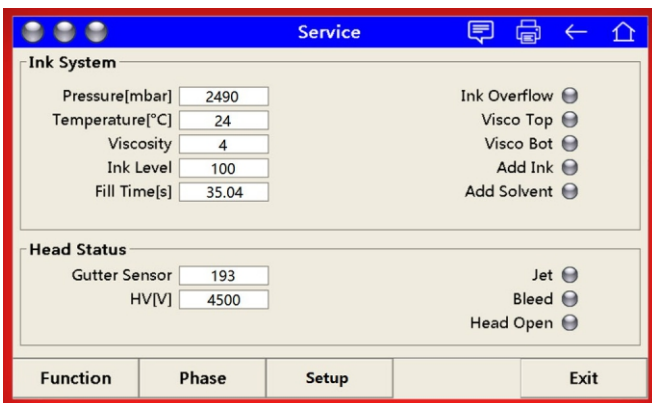 Service
Ink System
Pressure[mbar] 2490 Ink Overflow
Temperature[°C] 24 Visco Top
Viscosity 4 Visco Bot
Ink Level 100 Add Ink
Fill Time[s] 35.04 Add Solvent
Head Status
Gutter Sensor 193 Jet
HV[V] 4500 Bleed
Head Open
Function Phase Setup Exit